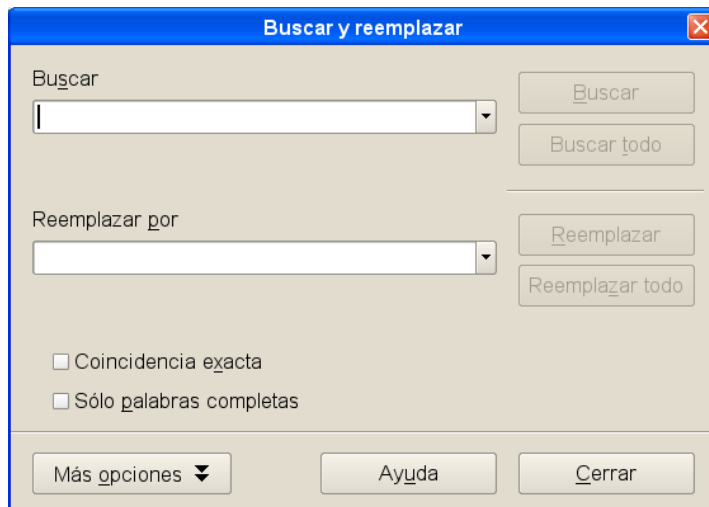 Buscar y reemplazar
Buscar
Buscar
Buscar todo
Reemplazar por
Reemplazar
Reemplazar todo
Coincidencia exacta
Sólo palabras completas
Más opciones
Ayuda
Cerrar